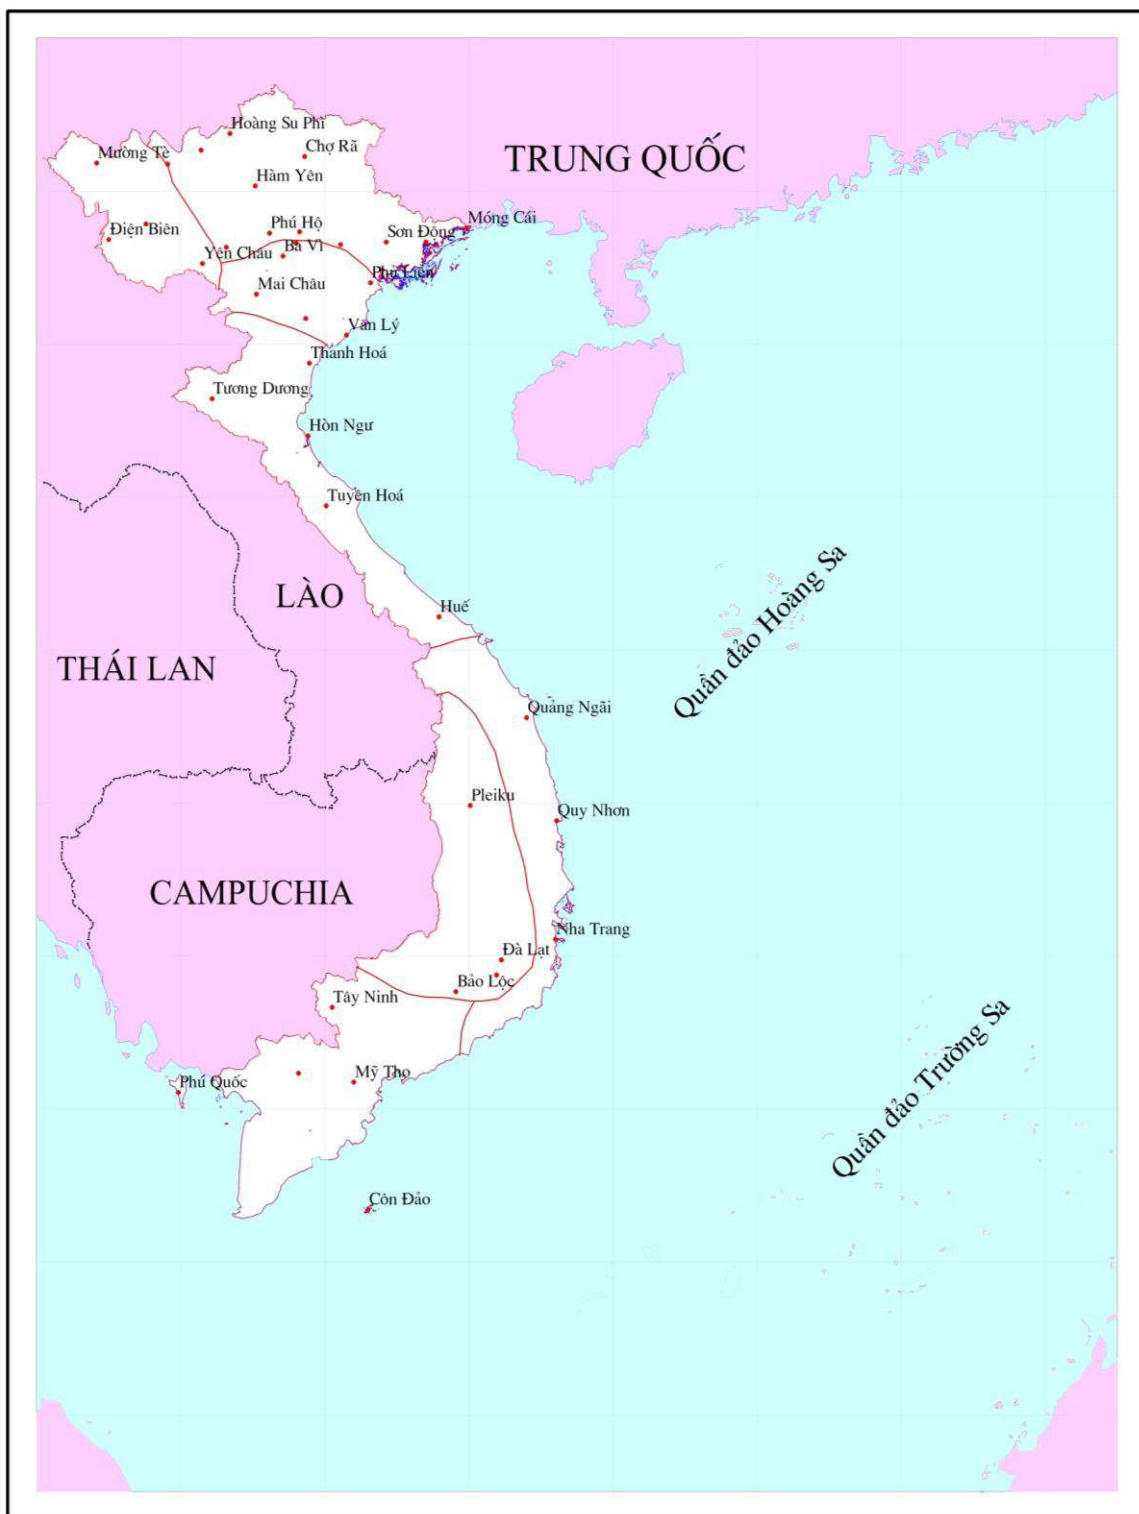 Hoàng Su Phì
Chợ Rã
TRUNG QUỐC
Mường Tè
Hàm Yên
Móng Cái
Phú Hộ
Sơn Động
Điện Biên
Ba Vì
Yên Châu
Phù Liễn
Mai Châu
Văn Lý
Thanh Hoá
Tương Dương
Hòn Ngư
Tuyên Hoá
Quần đảo Hoàng Sa
LÀO
Huế
THÁI LAN
Quảng Ngãi
Pleiku
Quy Nhơn
CAMPUCHIA
Nha Trang
Đà Lạt
Bảo Lộc
Tây Ninh
Quần đảo Trường Sa
Mỹ Tho
Phú Quốc
Côn Đảo